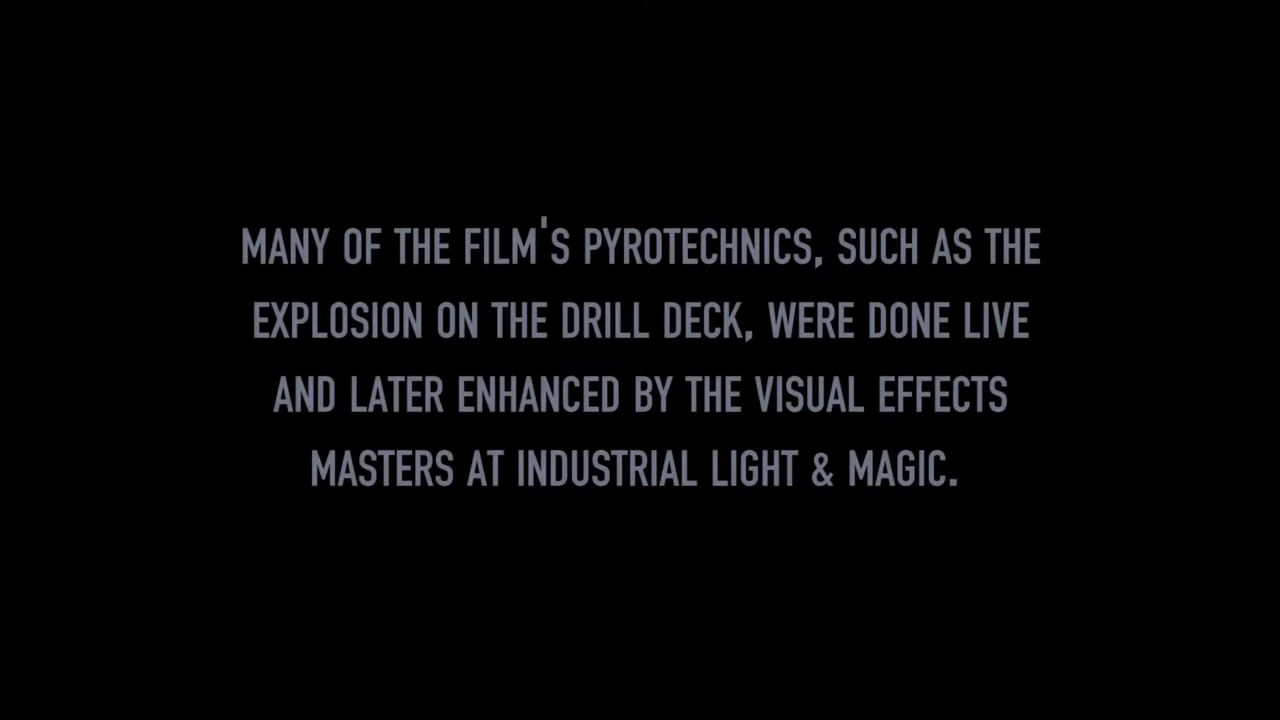 MANY OF THE FILM'S PYROTECHNICS, SUCH AS THE
EXPLOSION ON THE DRILL DECK, WERE DONE LIVE
AND LATER ENHANCED BY THE VISUAL EFFECTS
MASTERS AT INDUSTRIAL LIGHT & MAGIC.